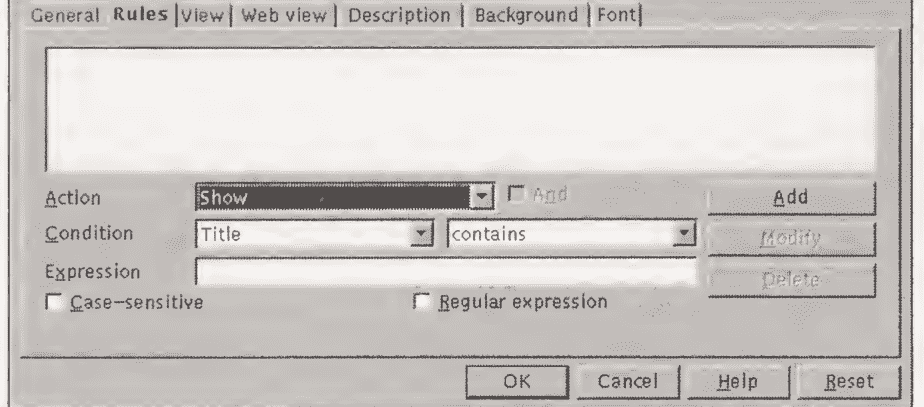 General Rules View Web view Description Background Font
Action Show And Add
Condition Title contains Modify
Expression Delete
Case-sensitive Regular expression
OK Cancel Help Reset